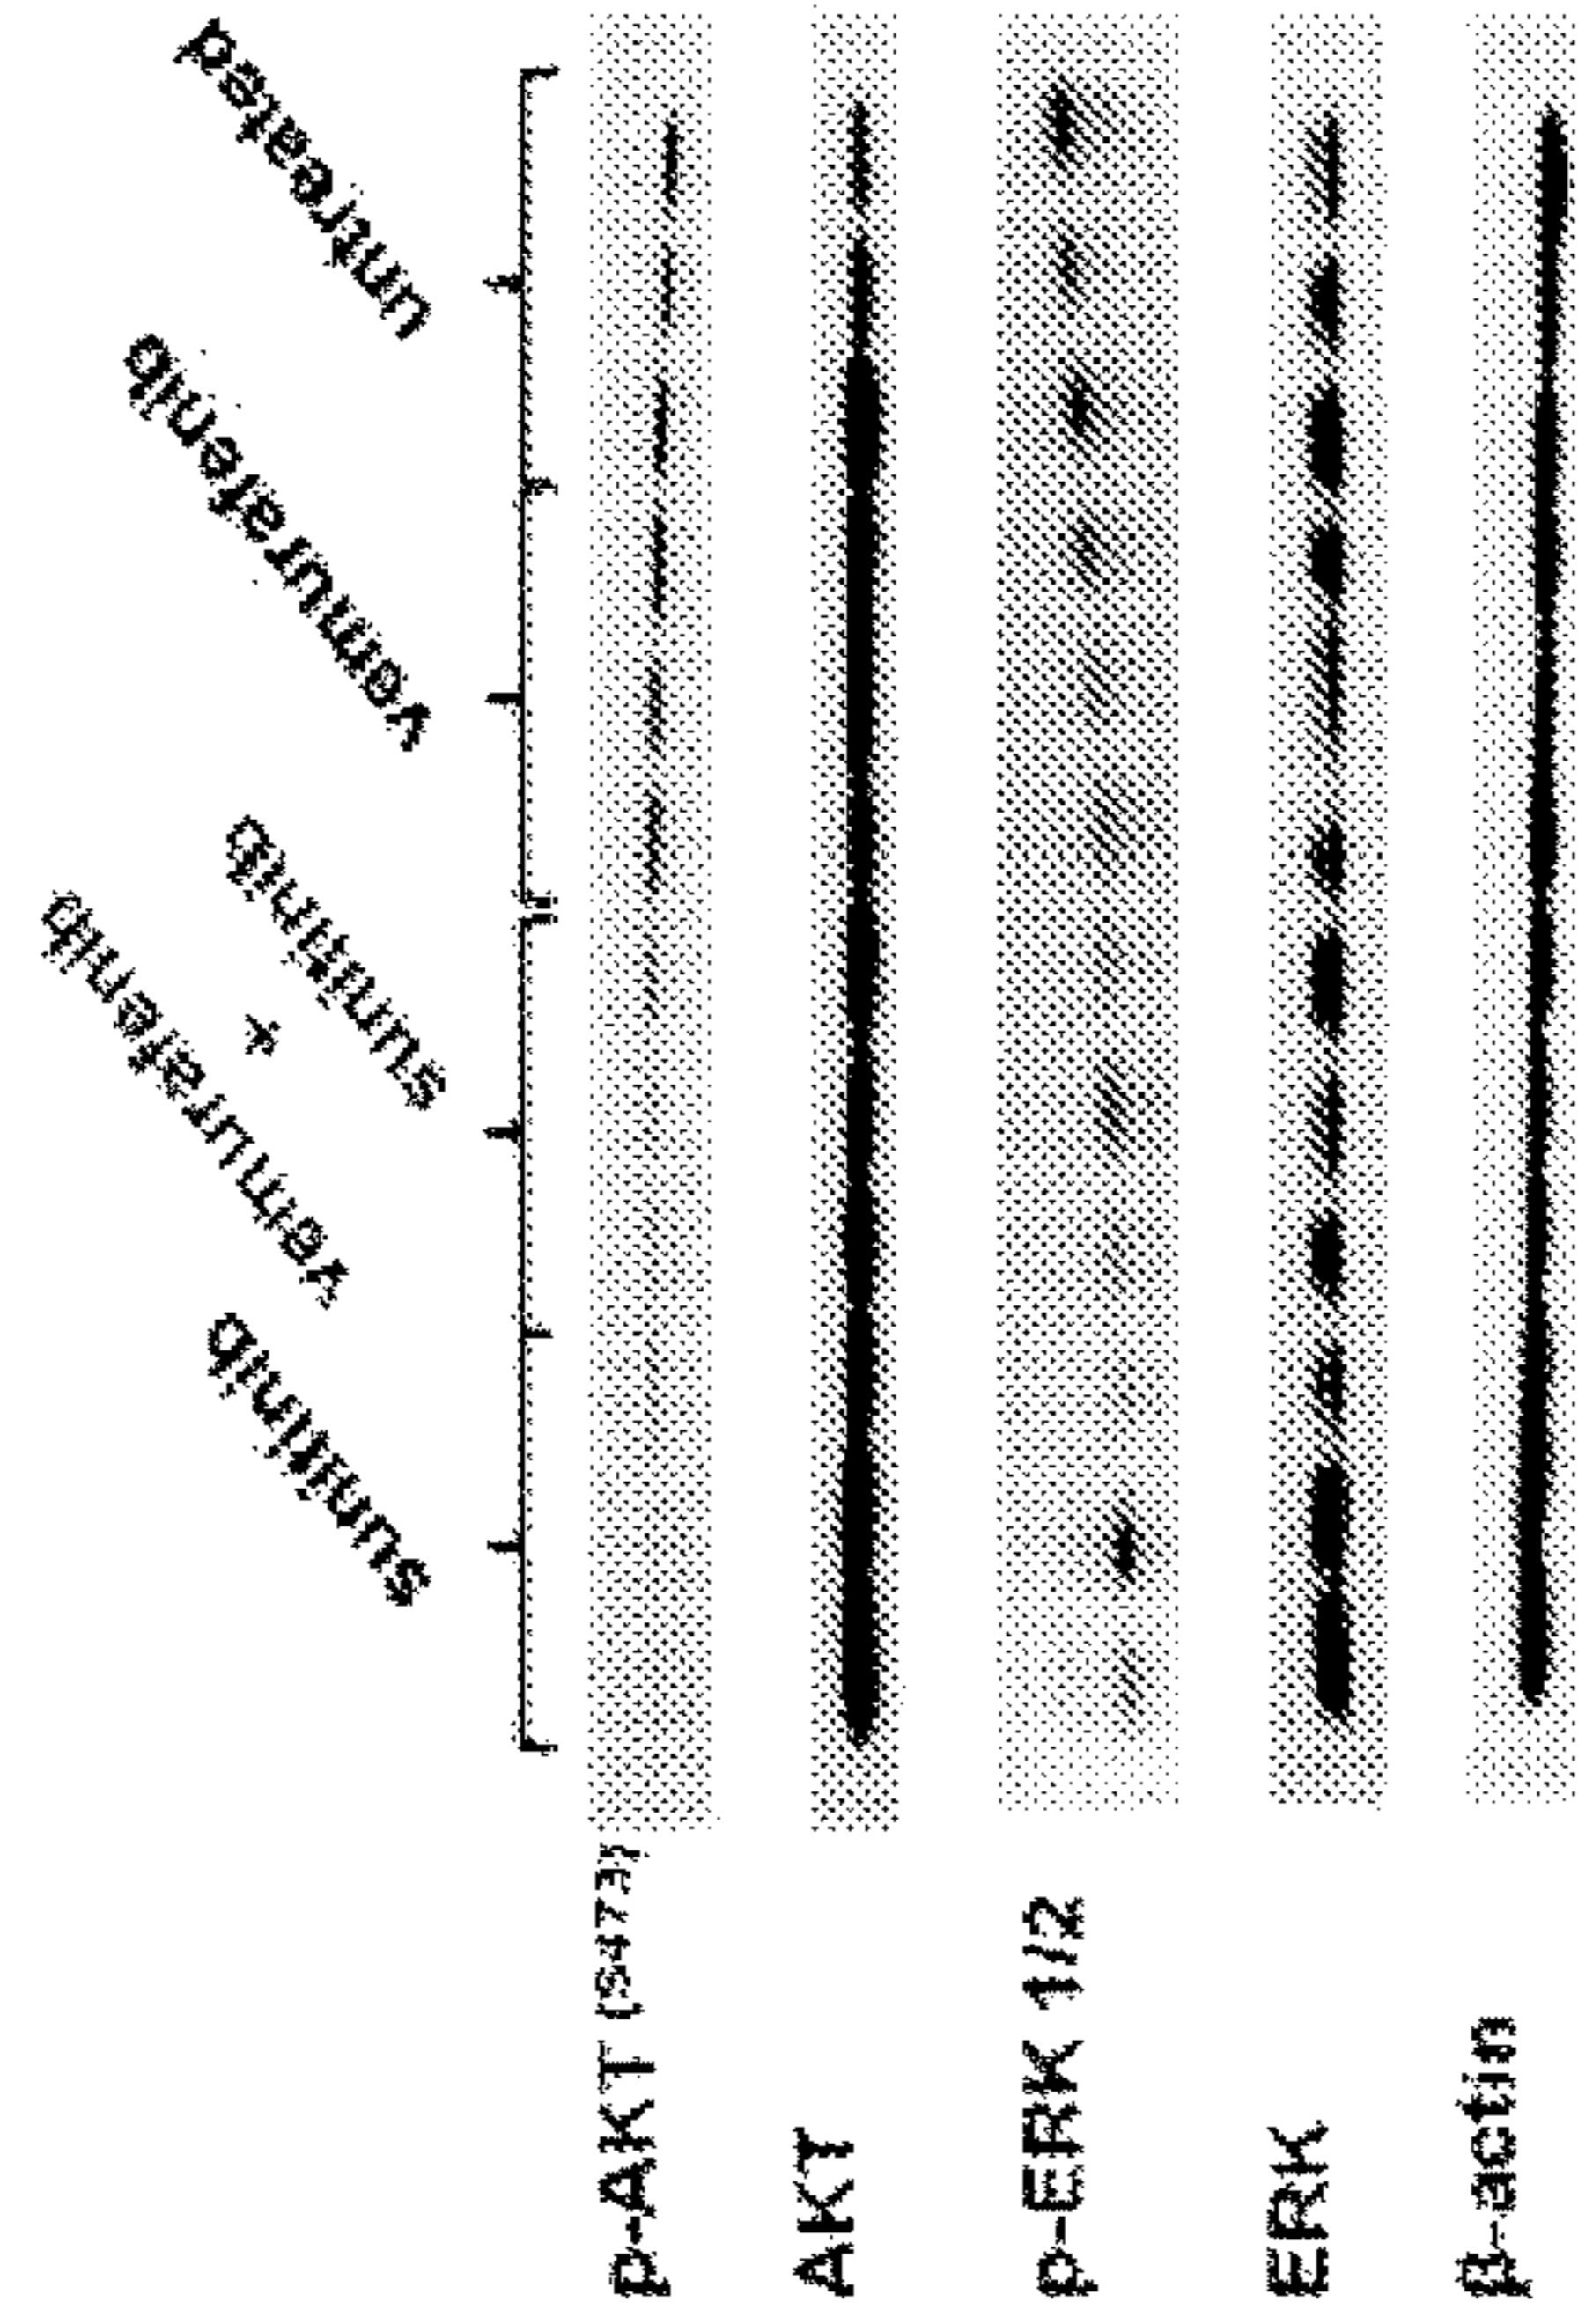 sunitinib
vemurafenib
+
sunitinib
vemurafenib
untreated
p-AKT (S473)
AKT
p-ERK 1/2
ERK
β-actin